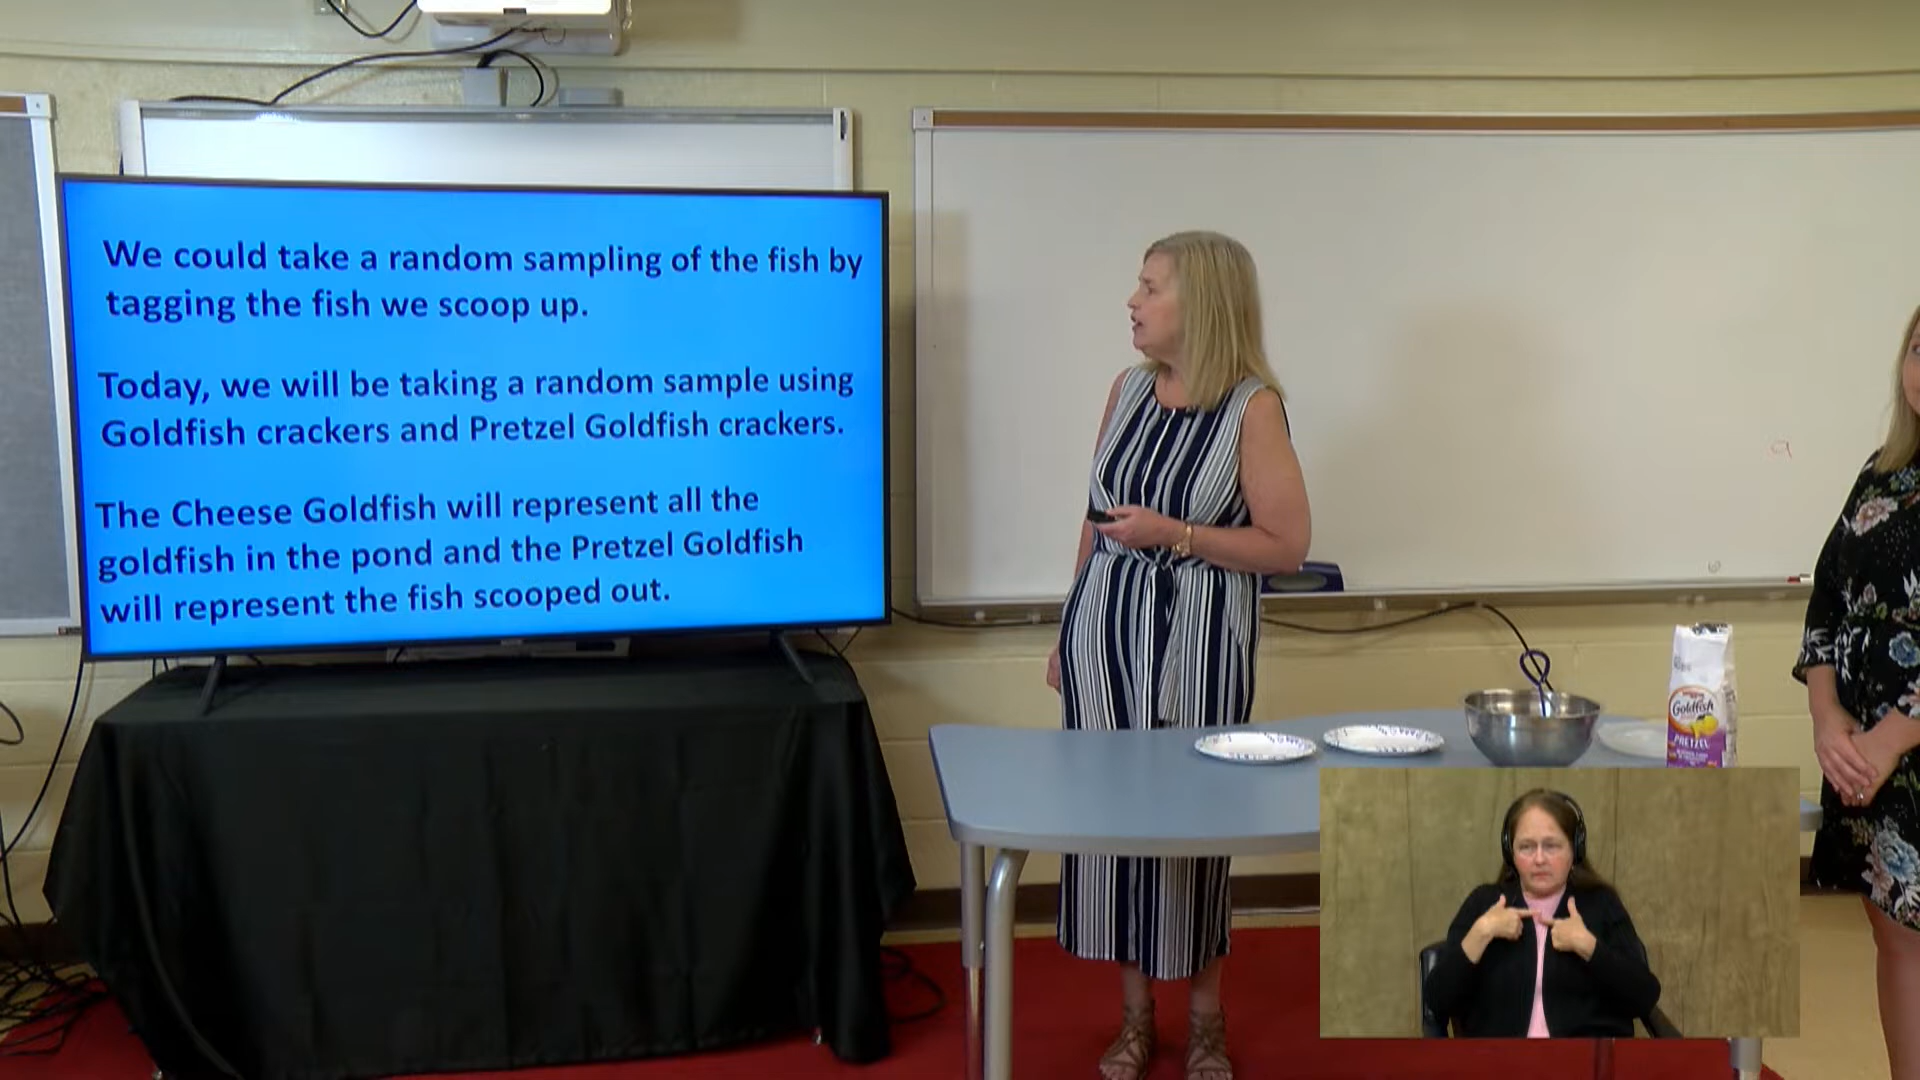 We could take a random sampling of the fish by
tagging the fish we scoop up.
Today, we will be taking a random sample using
Goldfish crackers and Pretzel Goldfish crackers.
The Cheese Goldfish will represent all the
goldfish in the pond and the Pretzel Goldfish
will represent the fish scooped out.
Goldfish
PRETZEL